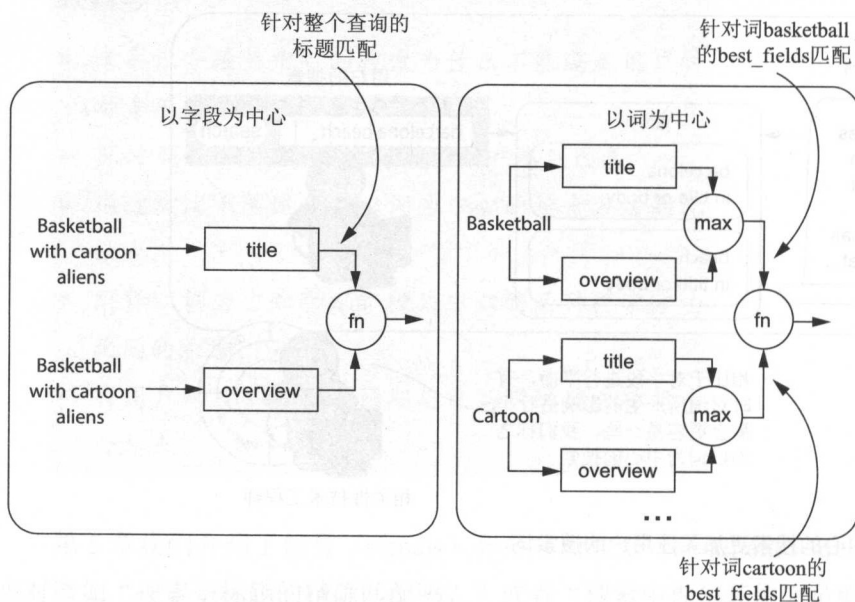 针对整个查询的
标题匹配
针对词basketball
的best_fields匹配
以字段为中心
Basketball
with cartoon
aliens
title
fn
Basketball
with cartoon
aliens
overview
以词为中心
title
Basketball
max
overview
fn
title
Cartoon
max
overview
...
针对词cartoon的
best_fields匹配